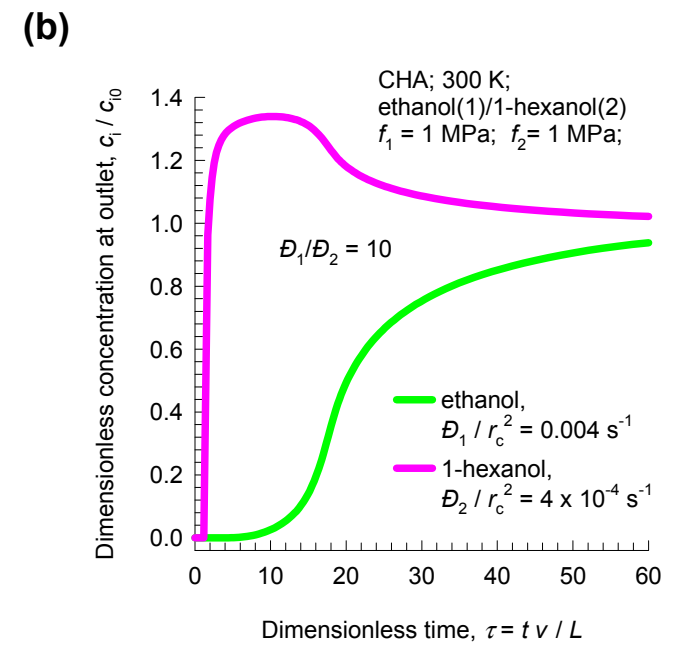 (b)
CHA; 300 K;
ethanol(1)/1-hexanol(2)
f₁ = 1 MPa; f₂= 1 MPa;
Đ₁/Đ₂ = 10
ethanol,
Đ₁ / r_c² = 0.004 s⁻¹
1-hexanol,
Đ₂ / r_c² = 4 x 10⁻⁴ s⁻¹
Dimensionless concentration at outlet, cᵢ / cᵢ₀
1.4
1.2
1.0
0.8
0.6
0.4
0.2
0.0
0 10 20 30 40 50 60
Dimensionless time, τ = t v / L